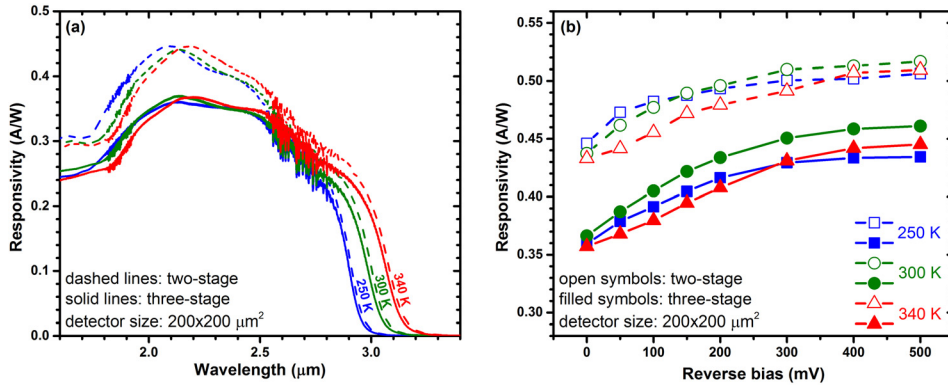 (a)
Responsivity (A/W)
0.5
0.4
0.3
0.2
0.1
0.0
dashed lines: two-stage
solid lines: three-stage
detector size: 200x200 μm²
250 K
300 K
340 K
2.0
2.5
3.0
Wavelength (μm)
(b)
Responsivity (A/W)
0.55
0.50
0.45
0.40
0.35
0.30
open symbols: two-stage
filled symbols: three-stage
detector size: 200x200 μm²
250 K
300 K
340 K
0
100
200
300
400
500
Reverse bias (mV)